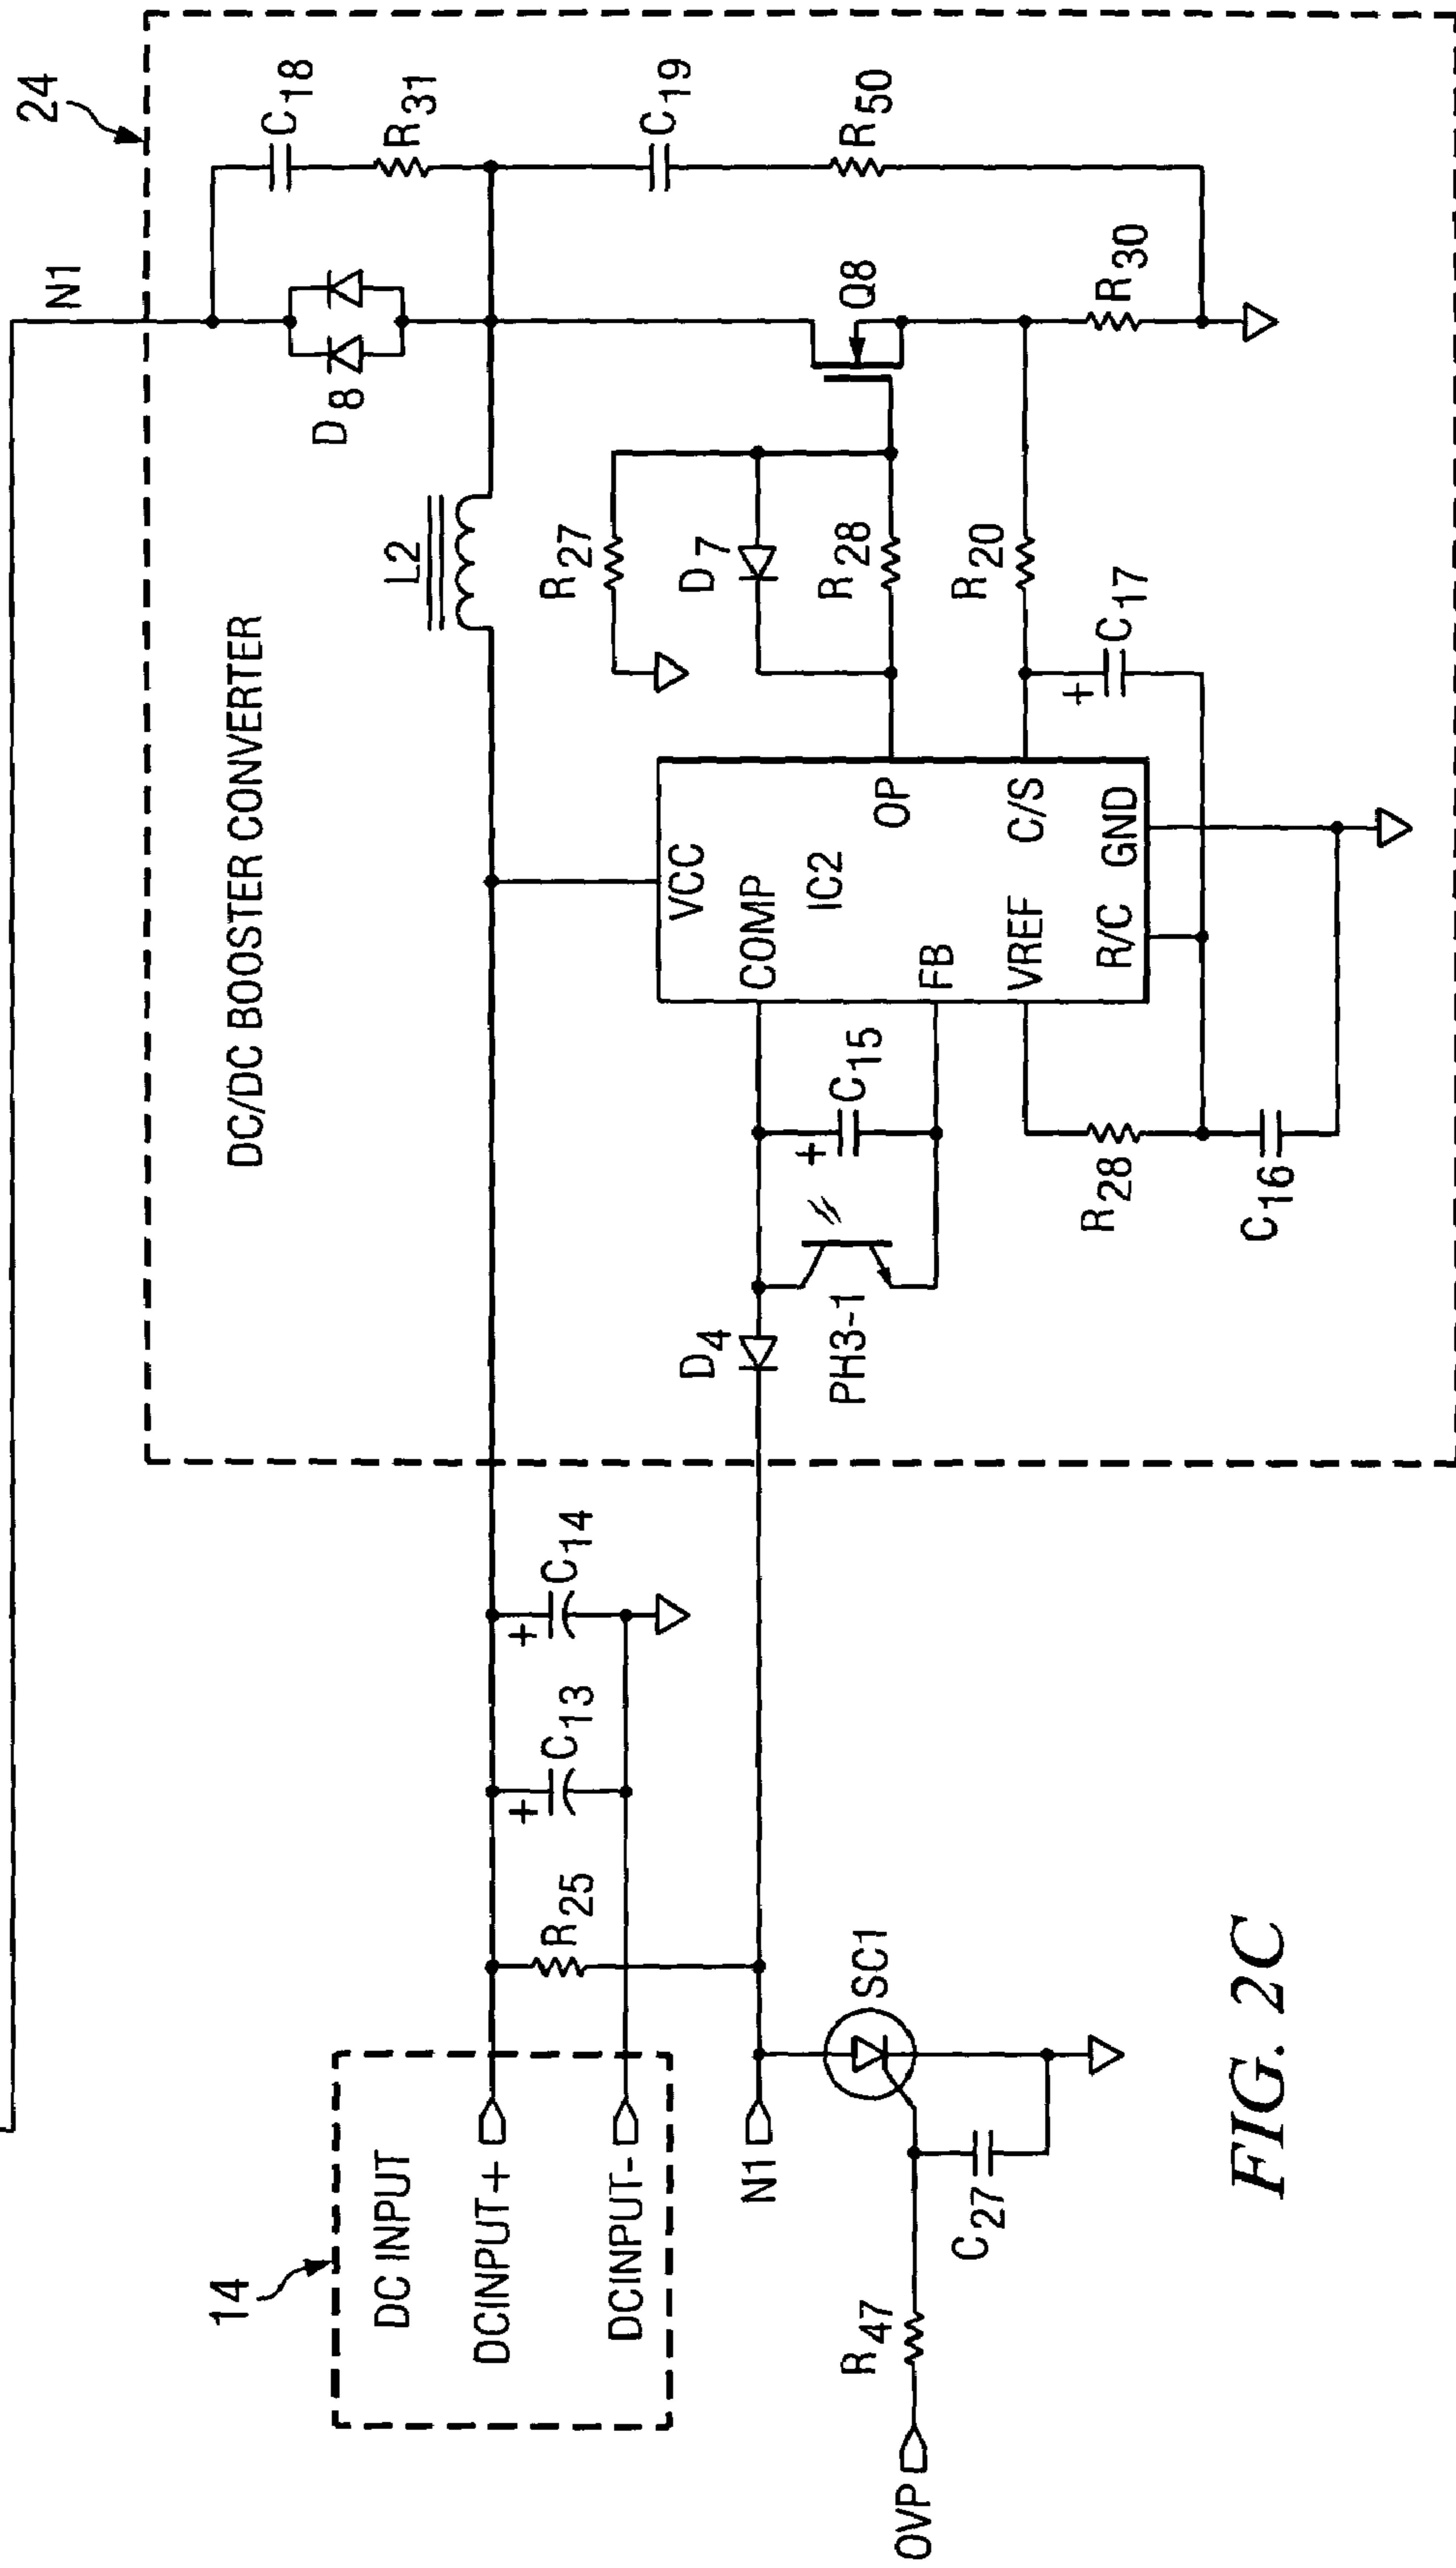 24
N1
DC/DC BOOSTER CONVERTER
C18
R31
D8
L2
C19
R50
Q8
R27
D7
R28
R20
R30
C17
+
VCC
COMP
OP
IC2
FB
VREF
C/S
R/C
GND
C15
+
PH3-1
D4
R28
C16
14
DC INPUT
DCINPUT+
DCINPUT-
R25
C13
+
C14
+
N1
SC1
C27
R47
OVP
FIG. 2C